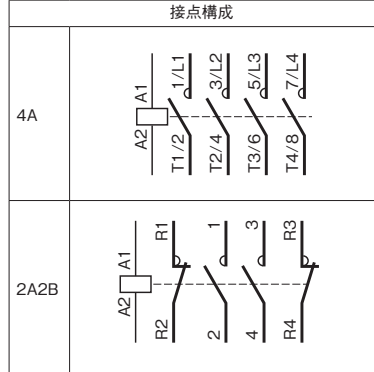 接点構成
4A
A1
A2
1/L1
3/L2
5/L3
7/L4
T1/2
T2/4
T3/6
T4/8
2A2B
A1
A2
R1
1
3
R3
R2
2
4
R4